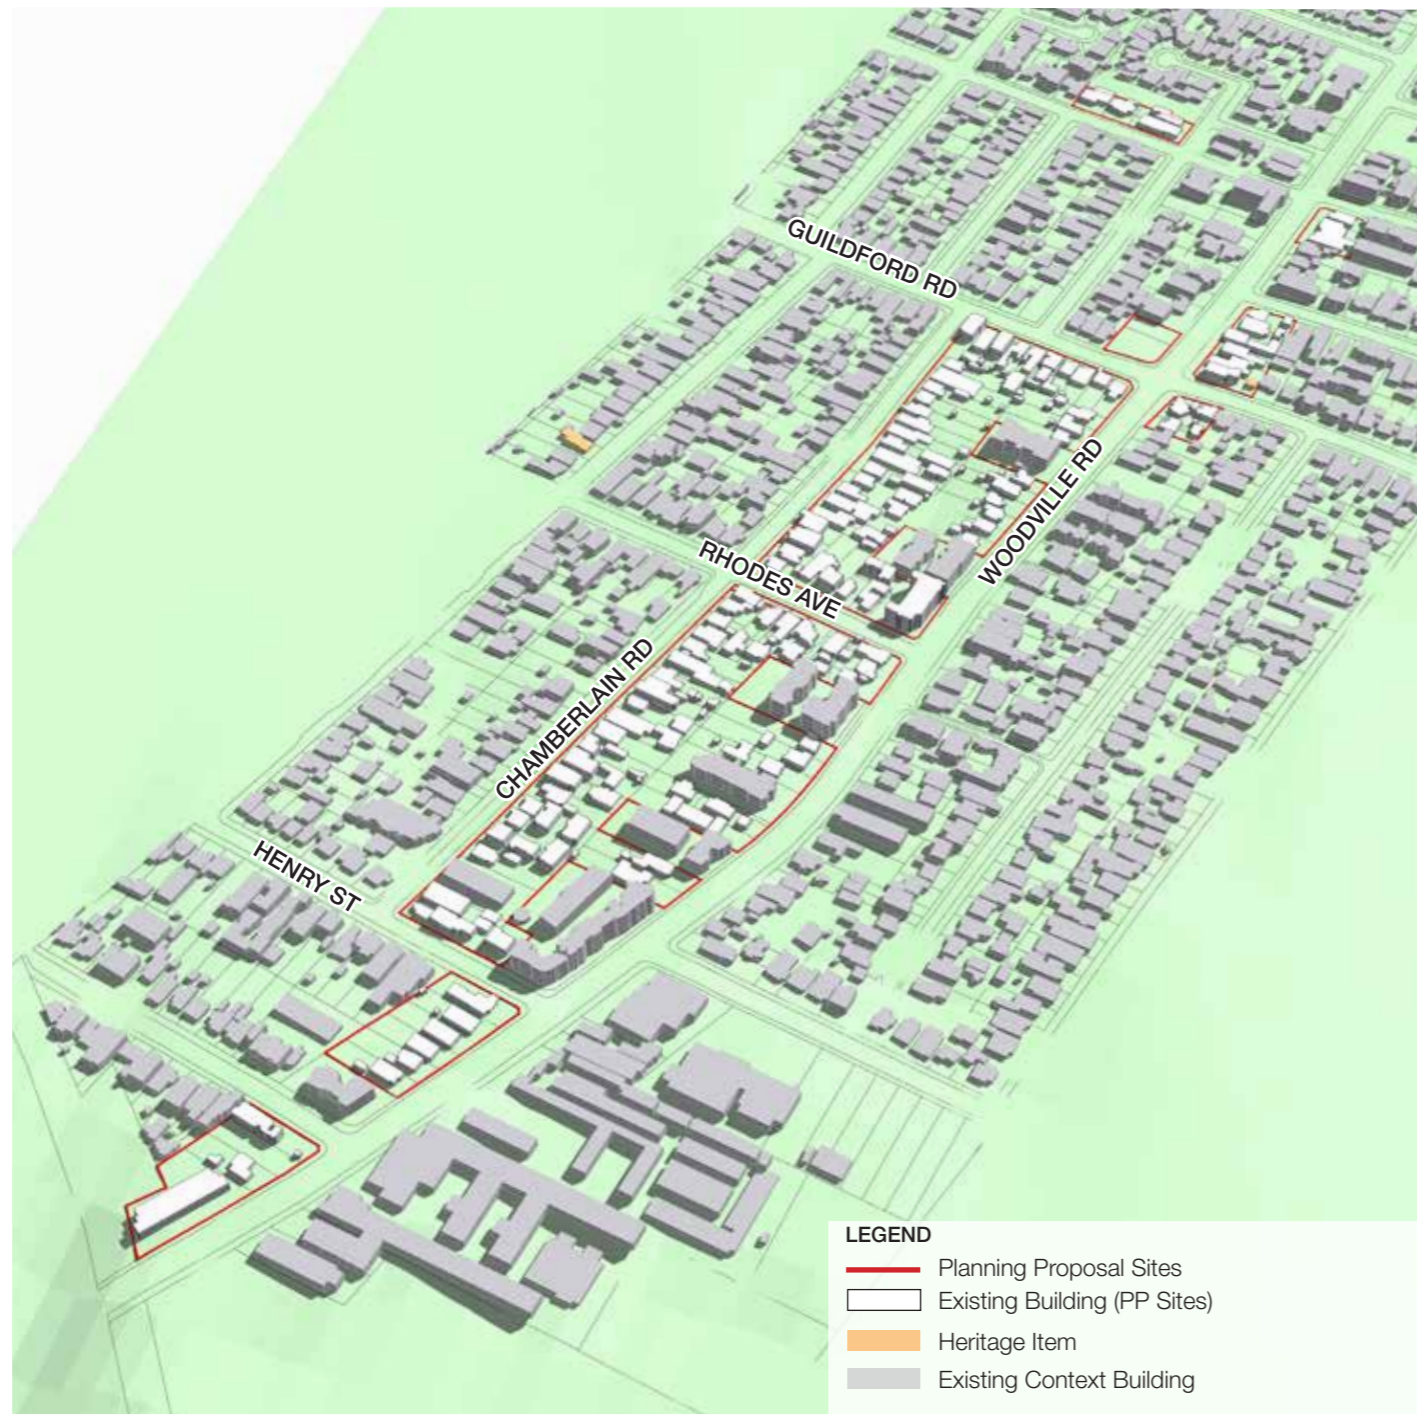 GUILDFORD RD
WOODVILLE RD
RHODES AVE
CHAMBERLAIN RD
HENRY ST
LEGEND
Planning Proposal Sites
Existing Building (PP Sites)
Heritage Item
Existing Context Building